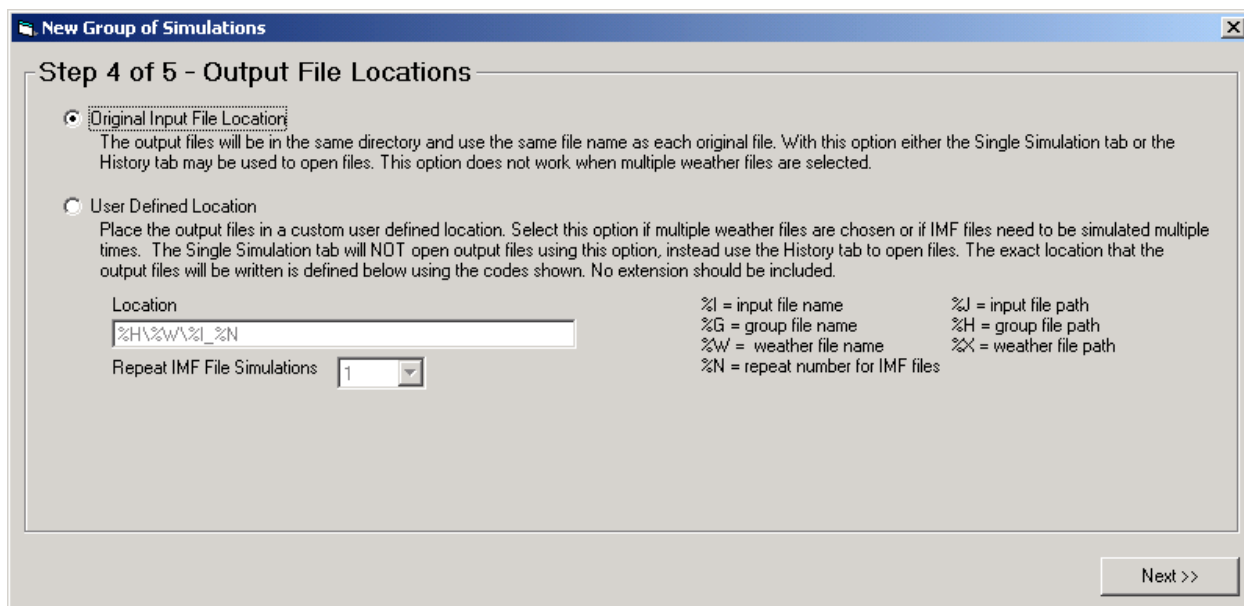 New Group of Simulations
Step 4 of 5 - Output File Locations
Original Input File Location
The output files will be in the same directory and use the same file name as each original file. With this option either the Single Simulation tab or the
History tab may be used to open files. This option does not work when multiple weather files are selected.
User Defined Location
Place the output files in a custom user defined location. Select this option if multiple weather files are chosen or if IMF files need to be simulated multiple
times. The Single Simulation tab will NOT open output files using this option, instead use the History tab to open files. The exact location that the
output files will be written is defined below using the codes shown. No extension should be included.
Location
%H\%W\%I_%N
Repeat IMF File Simulations 1
%I = input file name %J = input file path
%G = group file name %H = group file path
%W = weather file name %X = weather file path
%N = repeat number for IMF files
Next >>